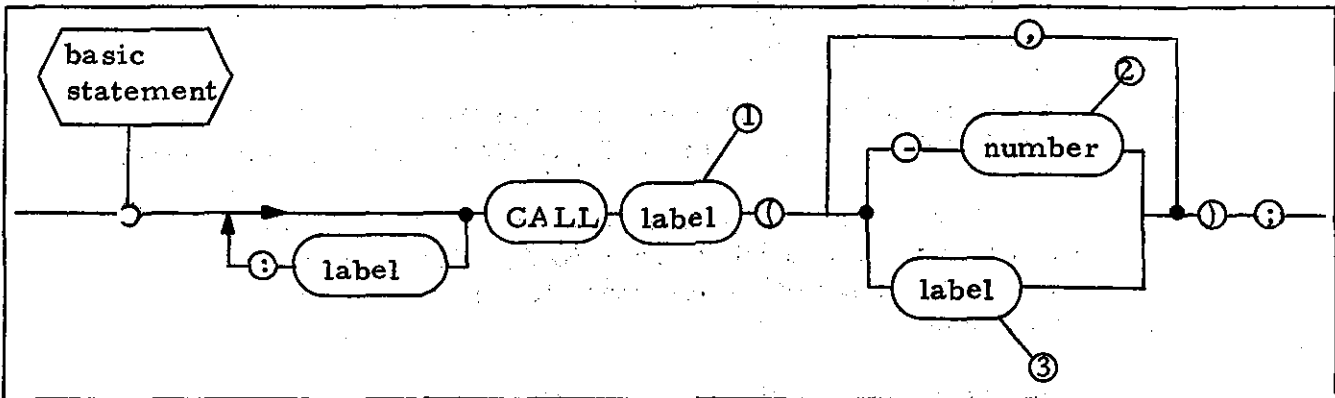 basic
statement
,
②
①
-
number
CALL
label
(
)
;
:
label
label
③